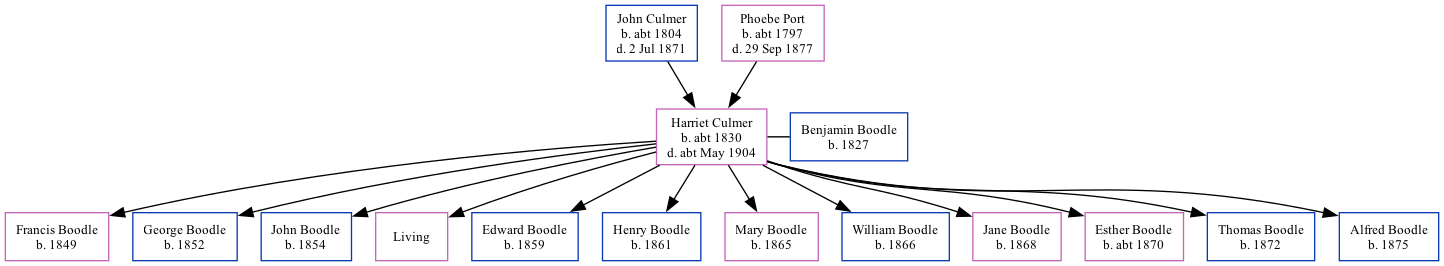 John Culmer
b. abt 1804
d. 2 Jul 1871
Phoebe Port
b. abt 1797
d. 29 Sep 1877
Harriet Culmer
b. abt 1830
d. abt May 1904
Benjamin Boodle
b. 1827
Francis Boodle
b. 1849
George Boodle
b. 1852
John Boodle
b. 1854
Living
Edward Boodle
b. 1859
Henry Boodle
b. 1861
Mary Boodle
b. 1865
William Boodle
b. 1866
Jane Boodle
b. 1868
Esther Boodle
b. abt 1870
Thomas Boodle
b. 1872
Alfred Boodle
b. 1875